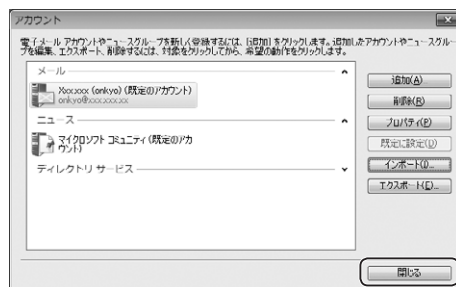 アカウント
電子メール アカウントやニュースグループを新しく登録するには、[追加] をクリックします。追加したアカウントやニュースグループを編集、エクスポート、削除するには、対象をクリックしてから、希望の動作をクリックします。
メール
Xxxxxx (onkyo) (既定のアカウント)
onkyo@xxx.xxx.xx
ニュース
マイクロソフト コミュニティ (既定のアカ
ウント)
ディレクトリ サービス
追加(A)
削除(R)
プロパティ(P)
既定に設定(D)
インポート(I)...
エクスポート(E)...
閉じる